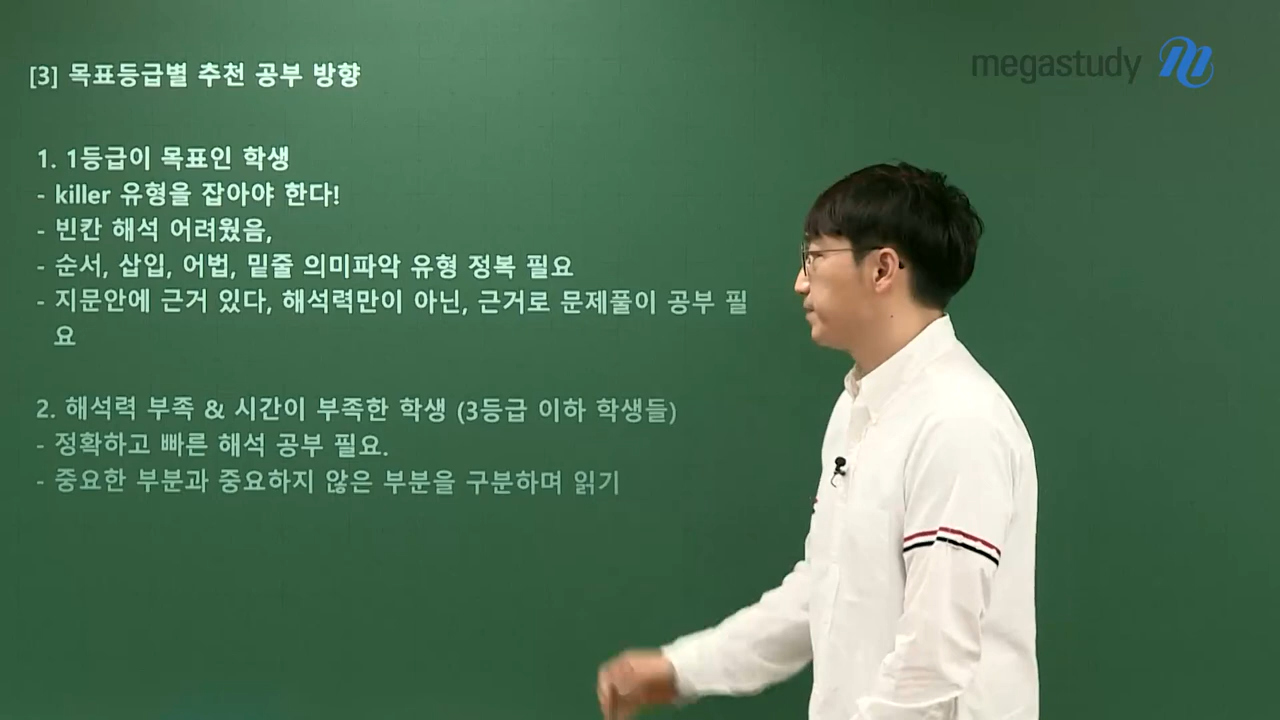 [3] 목표등급별 추천 공부 방향
megastudy
1. 1등급이 목표인 학생
- killer 유형을 잡아야 한다!
- 빈칸 해석 어려웠음,
- 순서, 삽입, 어법, 밑줄 의미파악 유형 정복 필요
- 지문안에 근거 있다, 해석력만이 아닌, 근거로 문제풀이 공부 필
요
2. 해석력 부족 & 시간이 부족한 학생 (3등급 이하 학생들)
- 정확하고 빠른 해석 공부 필요.
- 중요한 부분과 중요하지 않은 부분을 구분하며 읽기